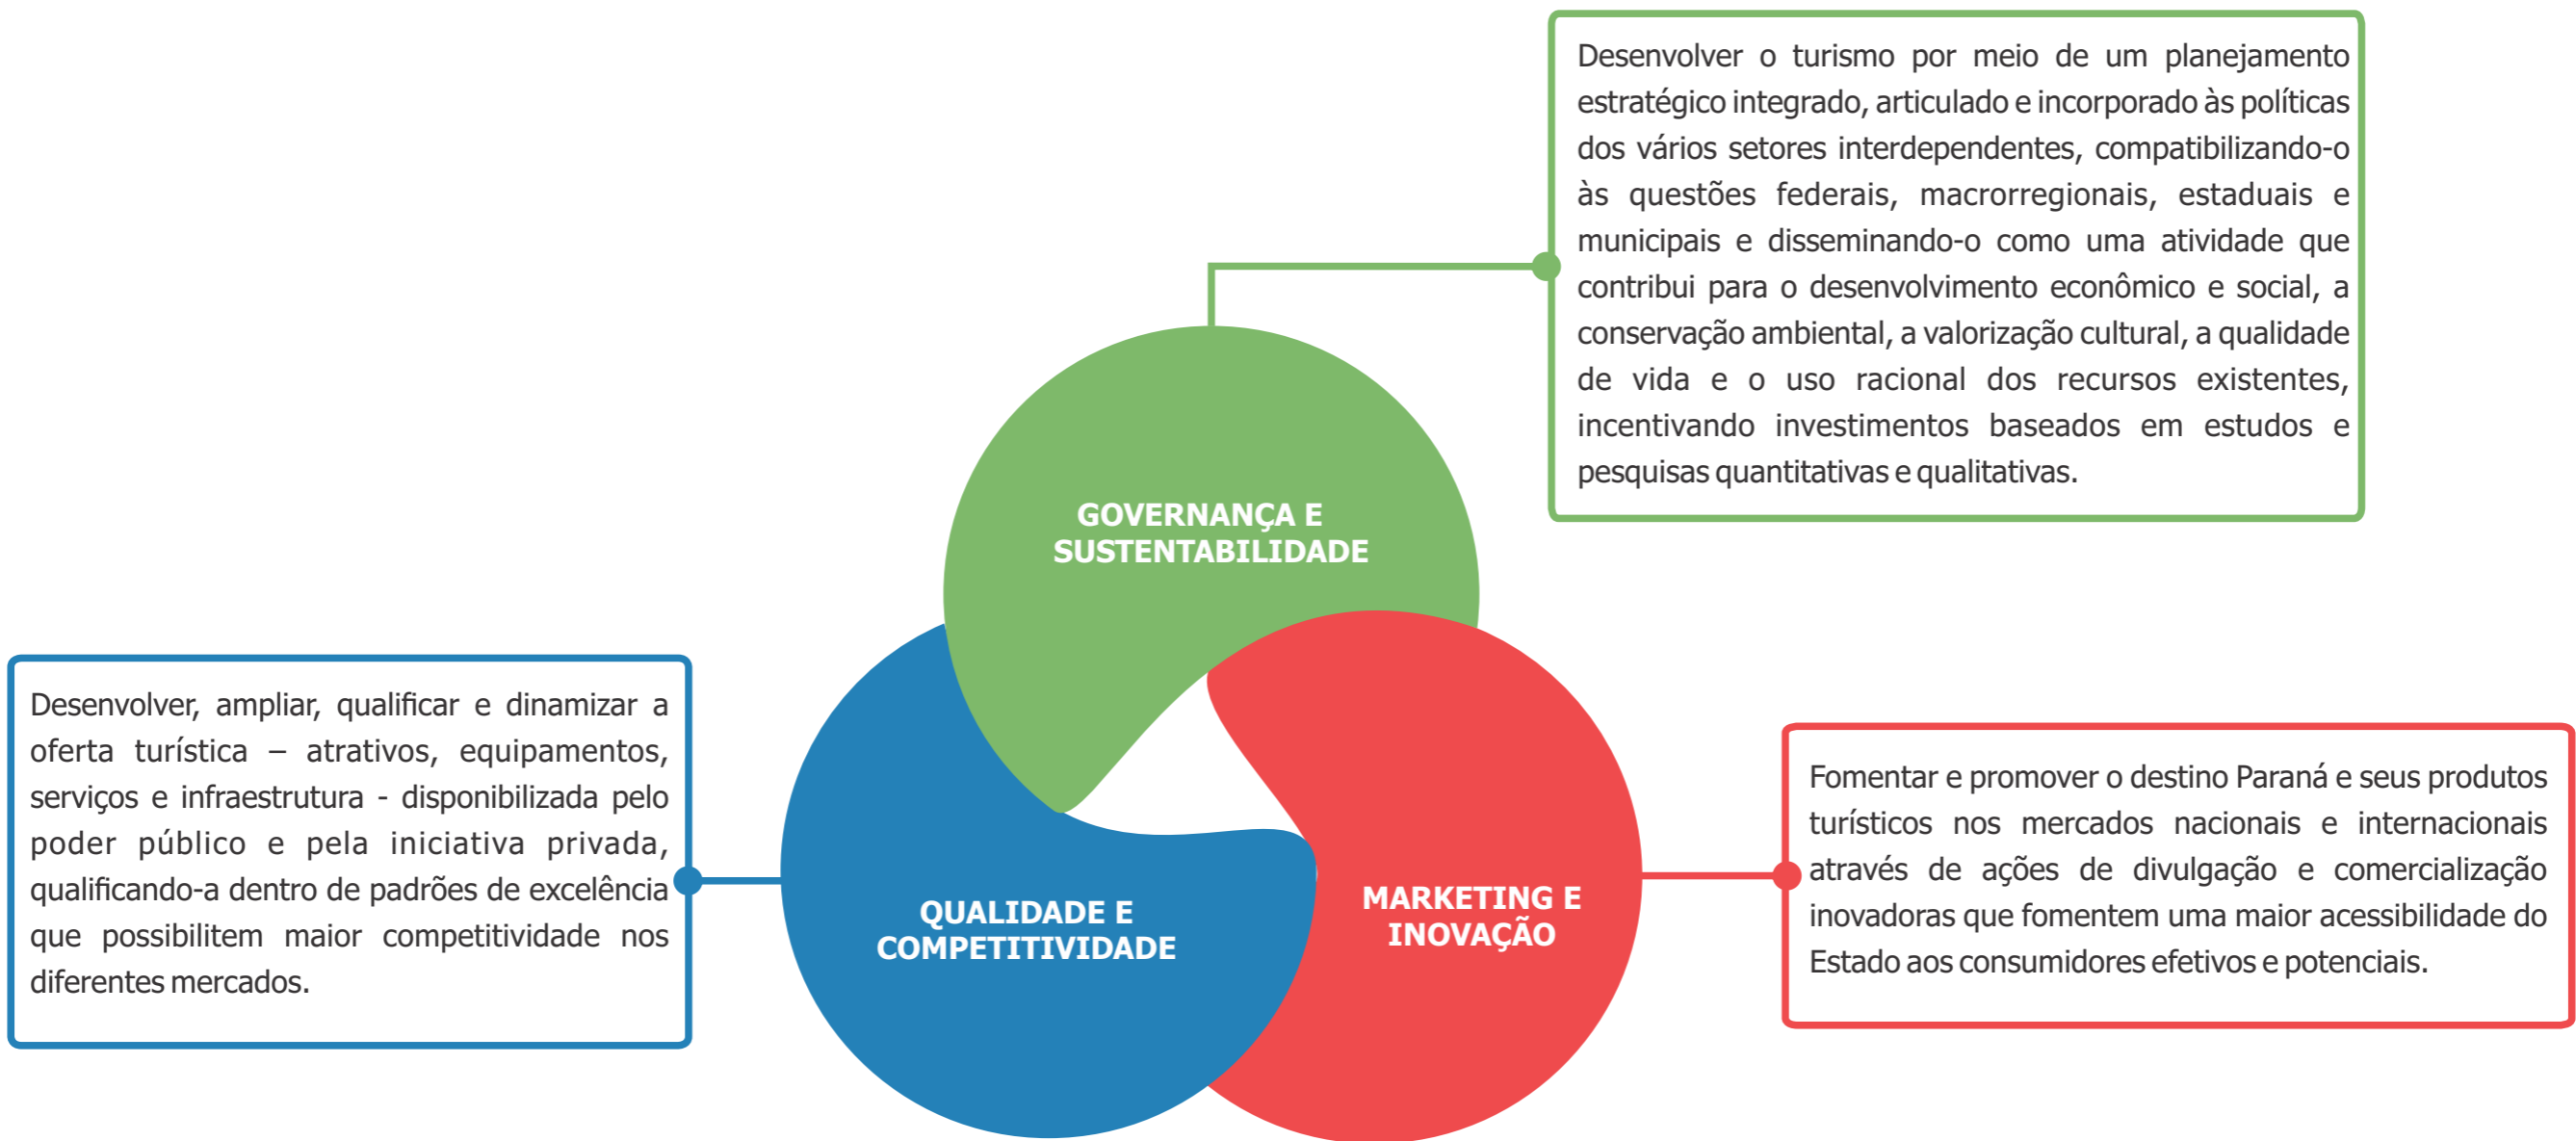 Desenvolver o turismo por meio de um planejamento
estratégico integrado, articulado e incorporado às políticas
dos vários setores interdependentes, compatibilizando-o
às questões federais, macrorregionais, estaduais e
municipais e disseminando-o como uma atividade que
contribui para o desenvolvimento econômico e social, a
conservação ambiental, a valorização cultural, a qualidade
de vida e o uso racional dos recursos existentes,
incentivando investimentos baseados em estudos e
pesquisas quantitativas e qualitativas.
GOVERNANÇA E
SUSTENTABILIDADE
Desenvolver, ampliar, qualificar e dinamizar a
oferta turística – atrativos, equipamentos,
serviços e infraestrutura - disponibilizada pelo
poder público e pela iniciativa privada,
qualificando-a dentro de padrões de excelência
que possibilitem maior competitividade nos
diferentes mercados.
QUALIDADE E
COMPETITIVIDADE
MARKETING E
INOVAÇÃO
Fomentar e promover o destino Paraná e seus produtos
turísticos nos mercados nacionais e internacionais
através de ações de divulgação e comercialização
inovadoras que fomentem uma maior acessibilidade do
Estado aos consumidores efetivos e potenciais.